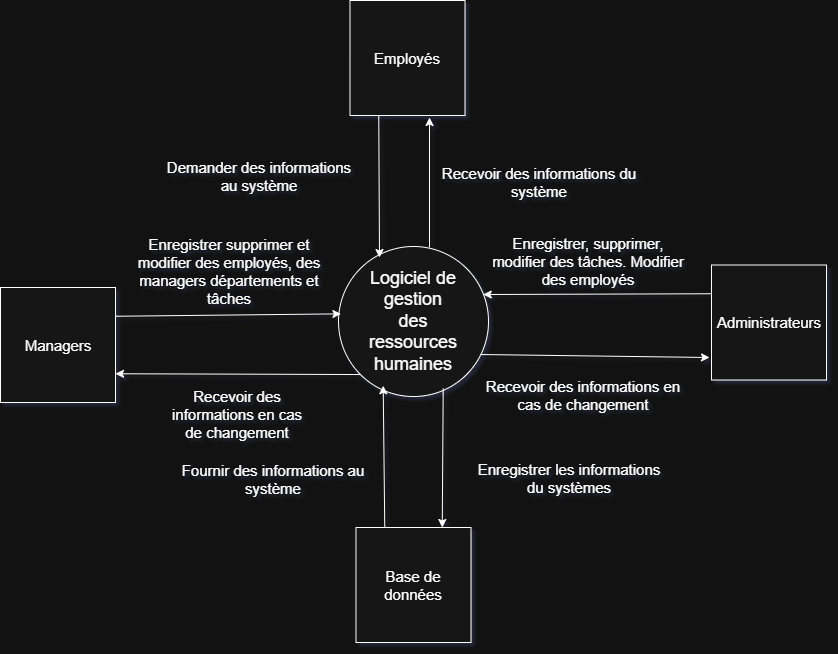 Employés
Demander des informations
au système
Recevoir des informations du
système
Enregistrer supprimer et
modifier des employés, des
managers départements et
tâches
Enregistrer, supprimer,
modifier des tâches. Modifier
des employés
Logiciel de
gestion
des
ressources
humaines
Managers
Administrateurs
Recevoir des
informations en cas
de changement
Recevoir des informations en
cas de changement
Fournir des informations au
système
Enregistrer les informations
du systèmes
Base de
données